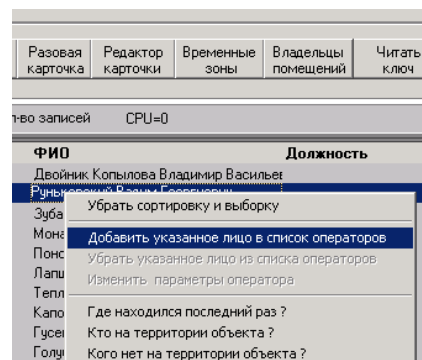 Разовая карточка
Редактор карточки
Временные зоны
Владельцы помещений
Читать ключ
во записей CPU=0
ФИО Должность
Двойник Копылова Владимир Васильев
Убрать сортировку и выборку
Зуба
Мона
Добавить указанное лицо в список операторов
Понс
Убрать указанное лицо из списка операторов
Лапш
Изменить параметры оператора
Тепл
Капо
Где находился последний раз ?
Гусе
Кто на территории объекта ?
Голу
Кого нет на территории объекта ?